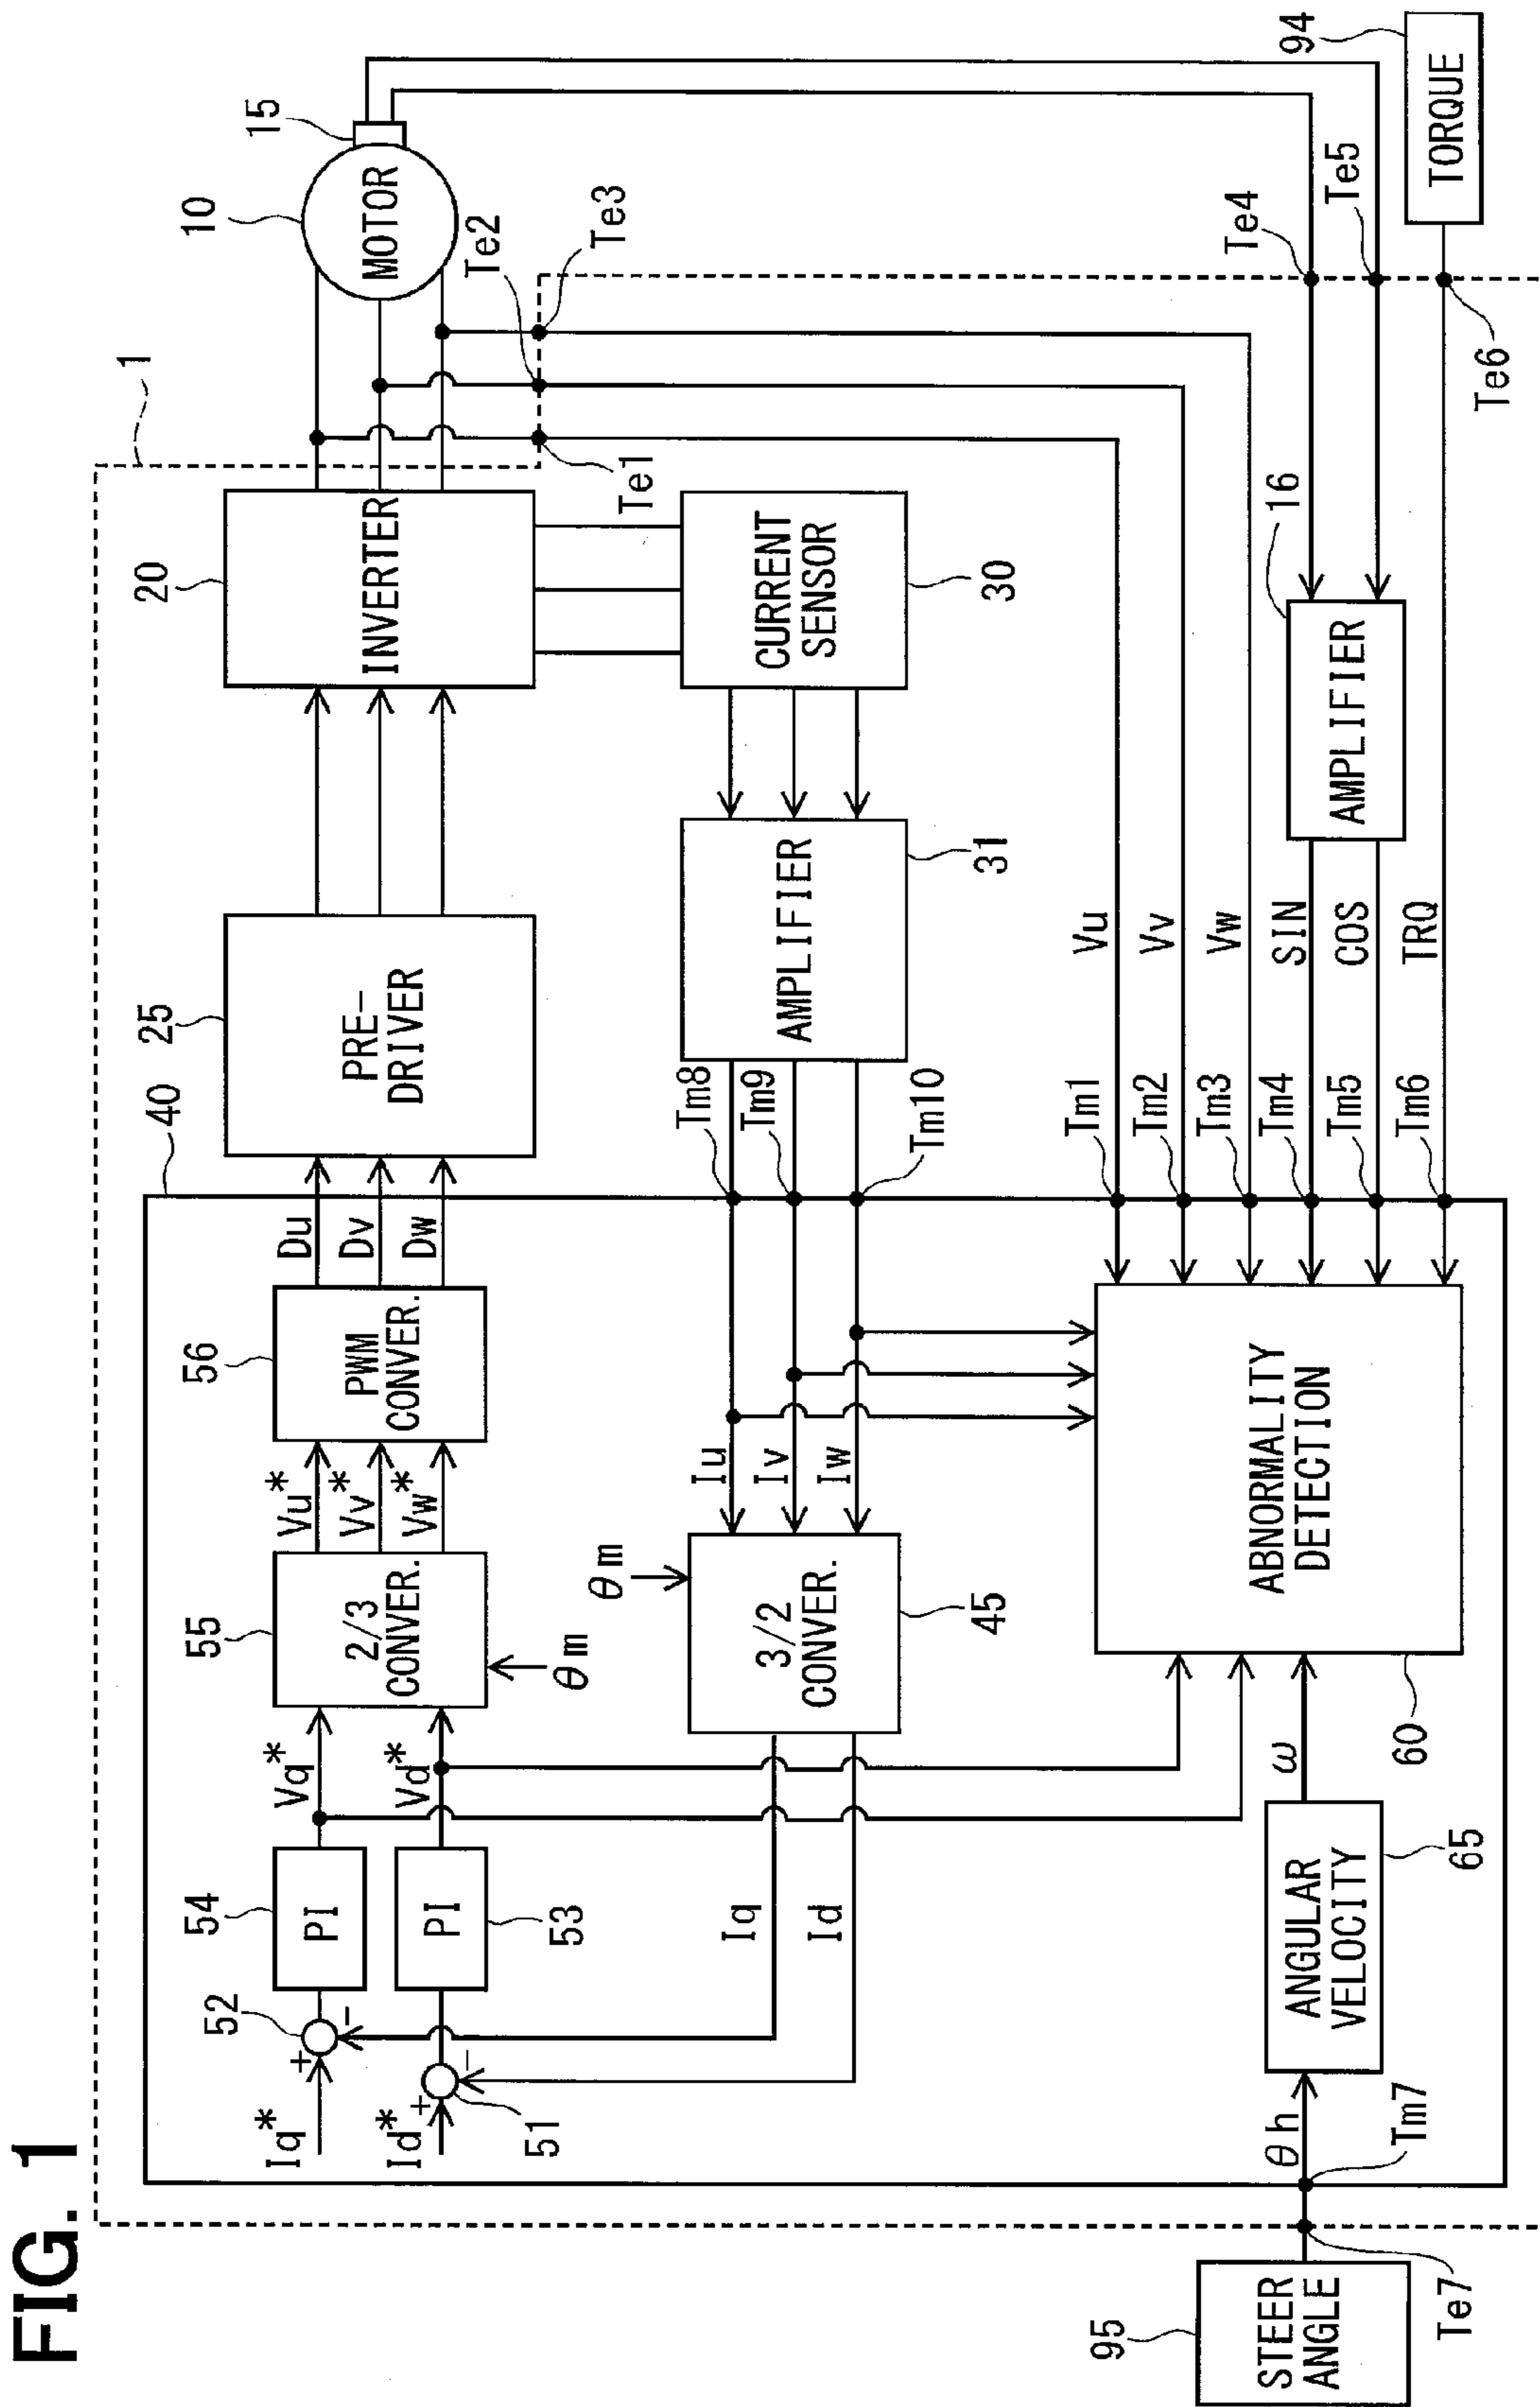 FIG. 1
1
40
54
55
56
25
20
10
15
52
Iq*
+
-
PI
Vq*
2/3
CONVER.
Vu*
Vv*
Vw*
PWM
CONVER.
Du
Dv
Dw
PRE-
DRIVER
INVERTER
MOTOR
Id*
+
-
51
PI
53
Vd*
θm
Te1
Te2
Te3
Iq
Id
θm
3/2
CONVER.
45
Iu
Iv
Iw
Tm8
Tm9
Tm10
AMPLIFIER
31
CURRENT
SENSOR
30
95
STEER
ANGLE
Te7
θh
Tm7
ANGULAR
VELOCITY
65
ω
60
ABNORMALITY
DETECTION
Tm1
Tm2
Tm3
Tm4
Tm5
Tm6
Vu
Vv
Vw
SIN
COS
TRQ
16
AMPLIFIER
Te4
Te5
Te6
94
TORQUE